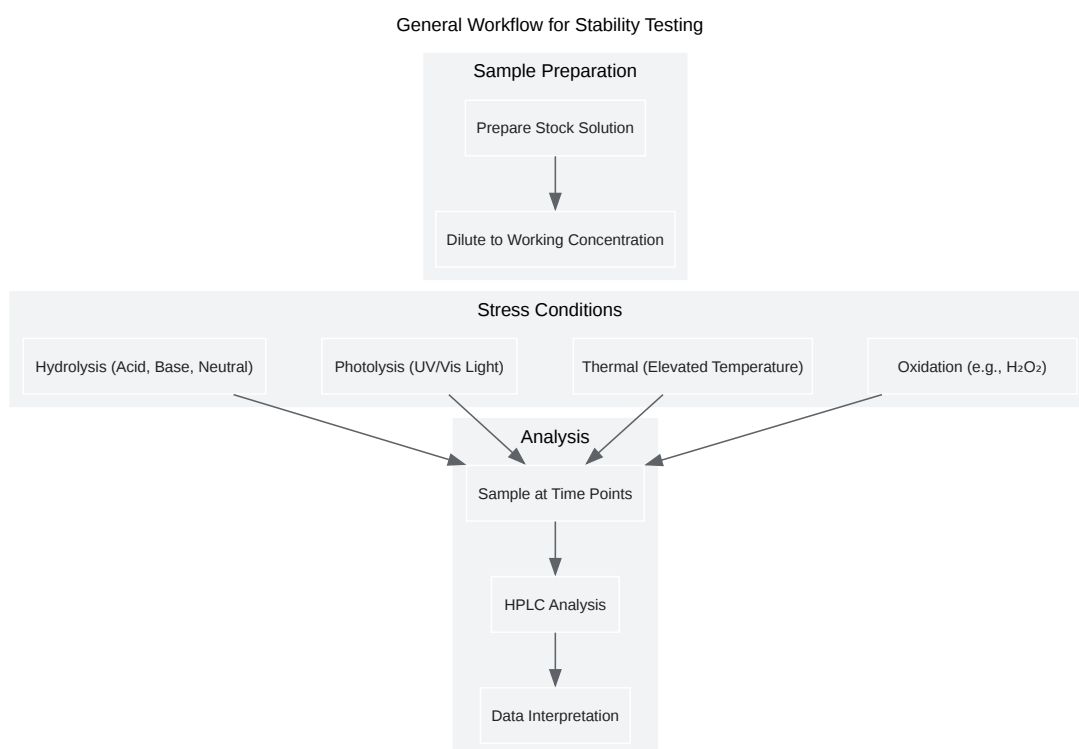 General Workflow for Stability Testing
Sample Preparation
Prepare Stock Solution
Dilute to Working Concentration
Stress Conditions
Hydrolysis (Acid, Base, Neutral)
Photolysis (UV/Vis Light)
Thermal (Elevated Temperature)
Oxidation (e.g., H₂O₂)
Analysis
Sample at Time Points
HPLC Analysis
Data Interpretation